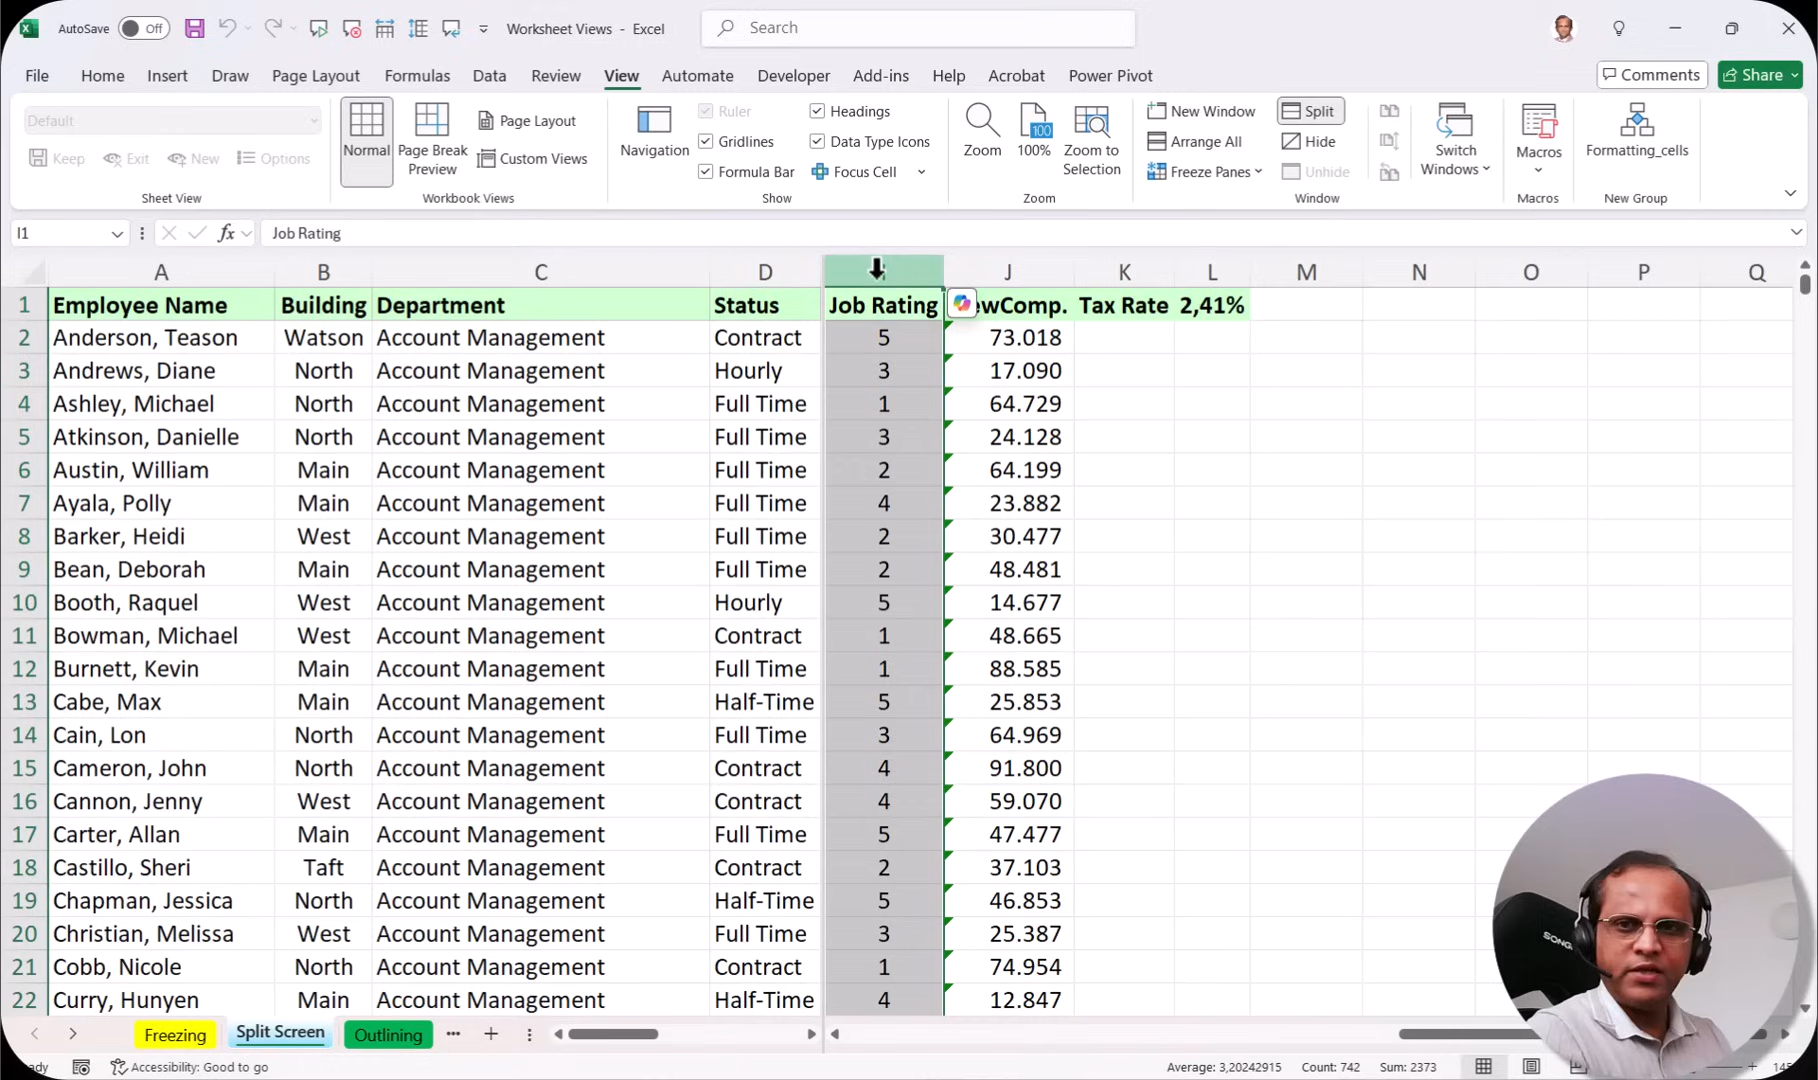 AutoSave Off Worksheet Views - Excel Search
File Home Insert Draw Page Layout Formulas Data Review View Automate Developer Add-ins Help Acrobat Power Pivot Comments Share
Default
Keep Exit New Options
Sheet View
Normal
Page Break Preview
Page Layout
Custom Views
Workbook Views
Navigation
Ruler
Gridlines
Formula Bar
Headings
Data Type Icons
Focus Cell
Show
Zoom
100
100%
Zoom to Selection
Zoom
New Window
Arrange All
Freeze Panes
Split
Hide
Unhide
Switch Windows
Window
Macros
Macros
Formatting_cells
New Group
I1 fx Job Rating
A B C D J K L M N O P Q
1 Employee Name Building Department Status Job Rating wComp. Tax Rate 2,41%
2 Anderson, Teason Watson Account Management Contract 5 73.018
3 Andrews, Diane North Account Management Hourly 3 17.090
4 Ashley, Michael North Account Management Full Time 1 64.729
5 Atkinson, Danielle North Account Management Full Time 3 24.128
6 Austin, William Main Account Management Full Time 2 64.199
7 Ayala, Polly Main Account Management Full Time 4 23.882
8 Barker, Heidi West Account Management Full Time 2 30.477
9 Bean, Deborah Main Account Management Full Time 2 48.481
10 Booth, Raquel West Account Management Hourly 5 14.677
11 Bowman, Michael West Account Management Contract 1 48.665
12 Burnett, Kevin Main Account Management Full Time 1 88.585
13 Cabe, Max Main Account Management Half-Time 5 25.853
14 Cain, Lon North Account Management Full Time 3 64.969
15 Cameron, John North Account Management Contract 4 91.800
16 Cannon, Jenny West Account Management Contract 4 59.070
17 Carter, Allan Main Account Management Full Time 5 47.477
18 Castillo, Sheri Taft Account Management Contract 2 37.103
19 Chapman, Jessica North Account Management Half-Time 5 46.853
20 Christian, Melissa West Account Management Full Time 3 25.387
21 Cobb, Nicole North Account Management Contract 1 74.954
22 Curry, Hunyen Main Account Management Half-Time 4 12.847
Freezing Split Screen Outlining
Accessibility: Good to go Average: 3,20242915 Count: 742 Sum: 2373